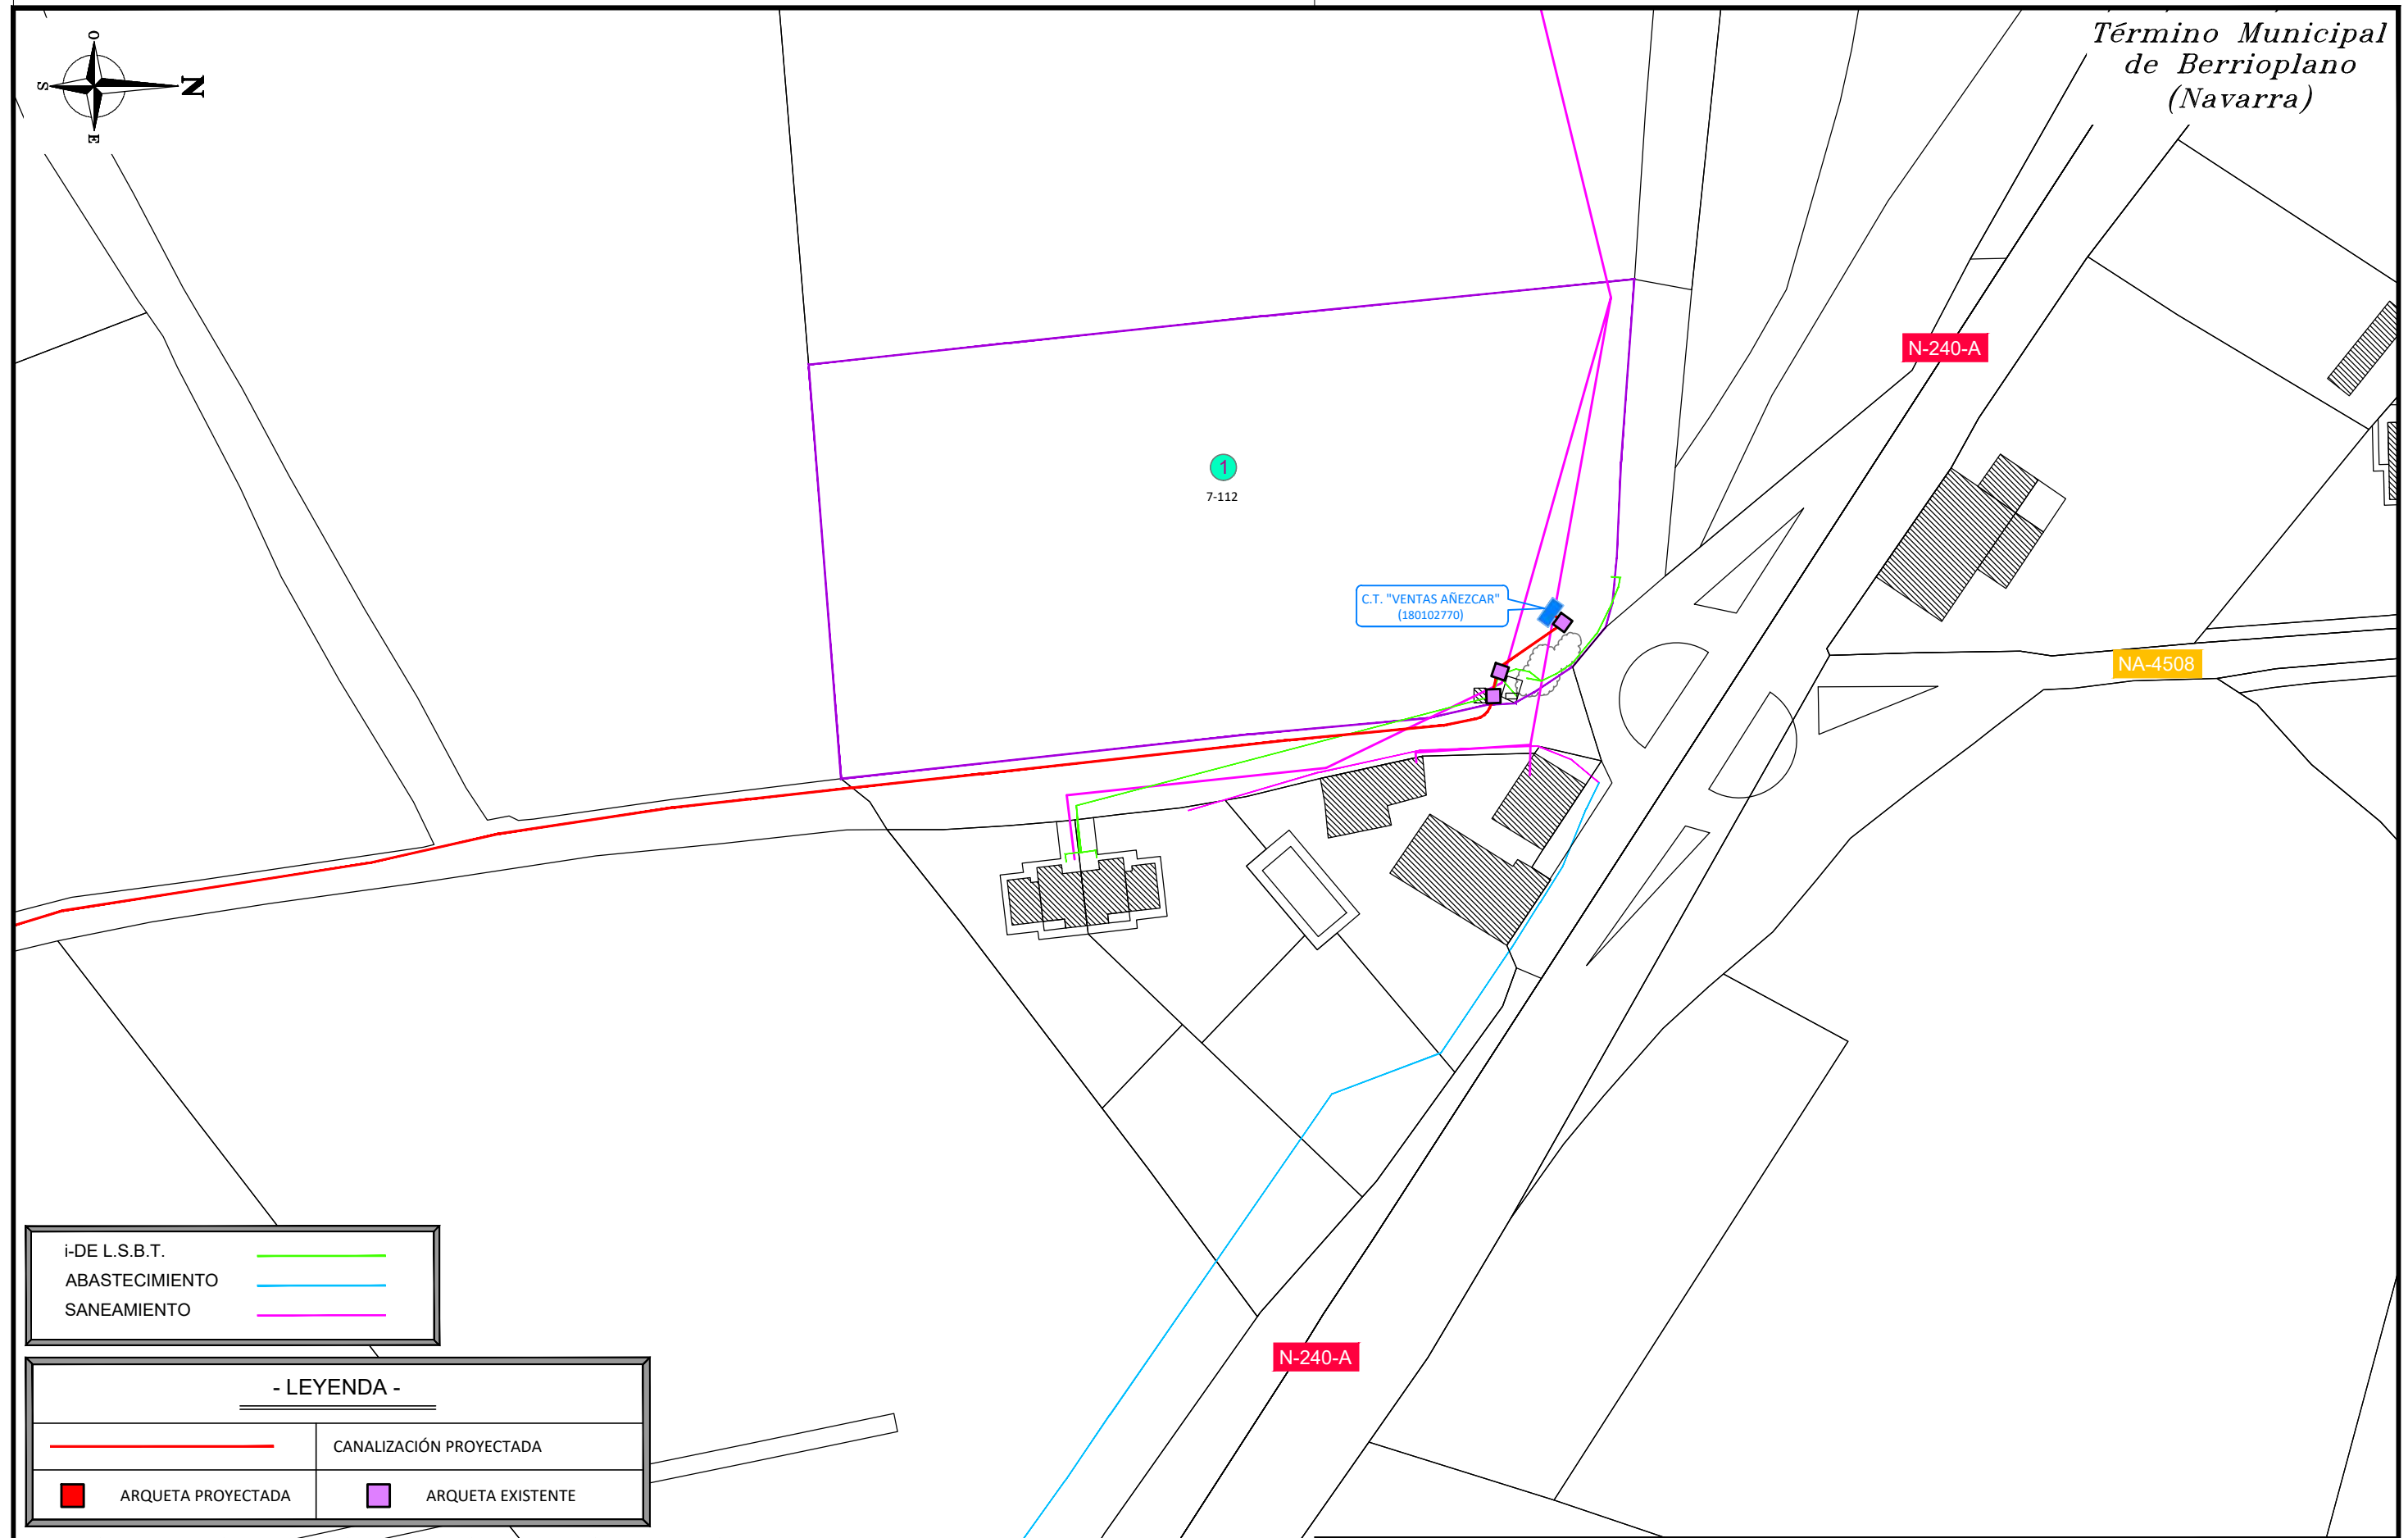 Término Municipal
de Berrioplano
(Navarra)
O
S
N
E
N-240-A
1
7-112
C.T. "VENTAS AÑEZCAR"
(180102770)
NA-4508
i-DE L.S.B.T.
ABASTECIMIENTO
SANEAMIENTO
N-240-A
- LEYENDA -
CANALIZACIÓN PROYECTADA
ARQUETA PROYECTADA
ARQUETA EXISTENTE